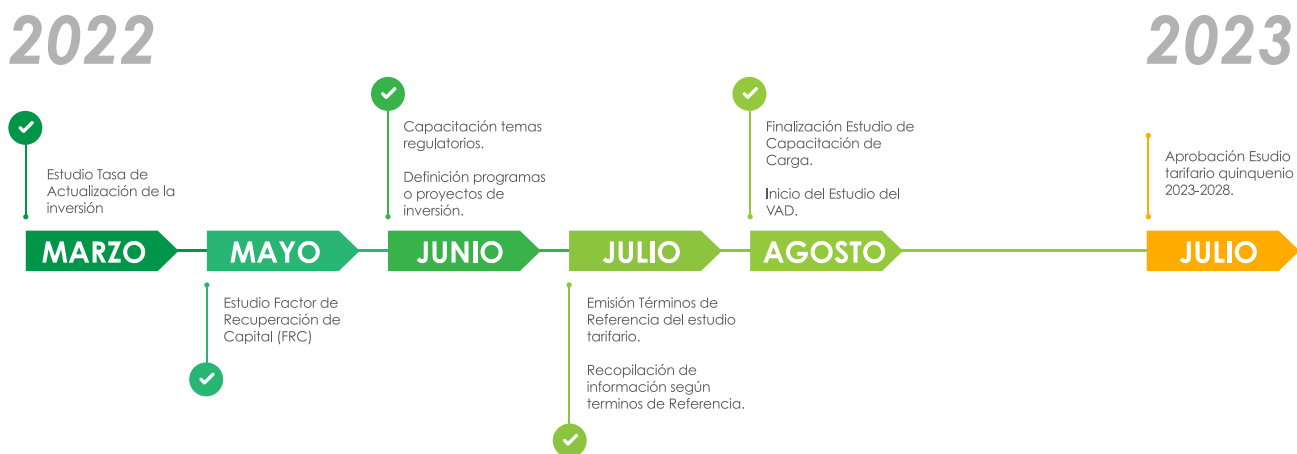 2022
2023
Estudio Tasa de
Actualización de la
inversión
MARZO
Estudio Factor de
Recuperación de
Capital (FRC)
MAYO
Capacitación temas
regulatorios.
Definición programas
o proyectos de
inversión.
JUNIO
Emisión Términos de
Referencia del estudio
tarifario.
Recopilación de
información según
terminos de Referencia.
JULIO
Finalización Estudio de
Capacitación de
Carga.
Inicio del Estudio del
VAD.
AGOSTO
Aprobación Esudio
tarifario quinquenio
2023-2028.
JULIO